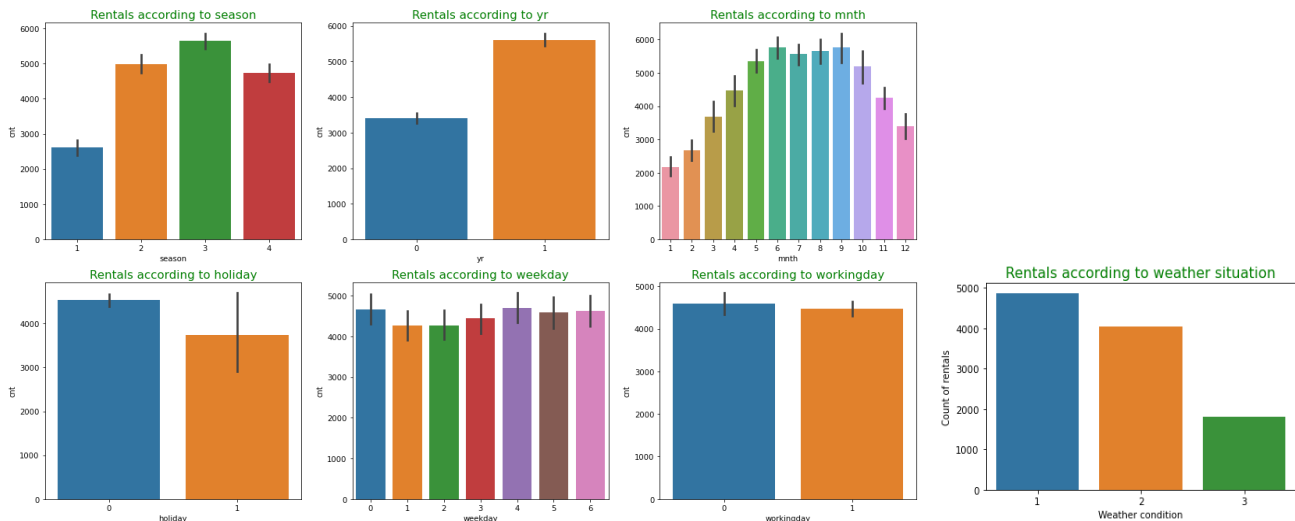 Rentals according to season
cnt
6000
5000
4000
3000
2000
1000
0
1 2 3 4
season
Rentals according to yr
cnt
6000
5000
4000
3000
2000
1000
0
0 1
yr
Rentals according to mnth
cnt
6000
5000
4000
3000
2000
1000
0
1 2 3 4 5 6 7 8 9 10 11 12
mnth
Rentals according to holiday
cnt
4000
3000
2000
1000
0
0 1
holiday
Rentals according to weekday
cnt
5000
4000
3000
2000
1000
0
0 1 2 3 4 5 6
weekday
Rentals according to workingday
cnt
5000
4000
3000
2000
1000
0
0 1
workingday
Rentals according to weather situation
Count of rentals
5000
4000
3000
2000
1000
0
1 2 3
Weather condition